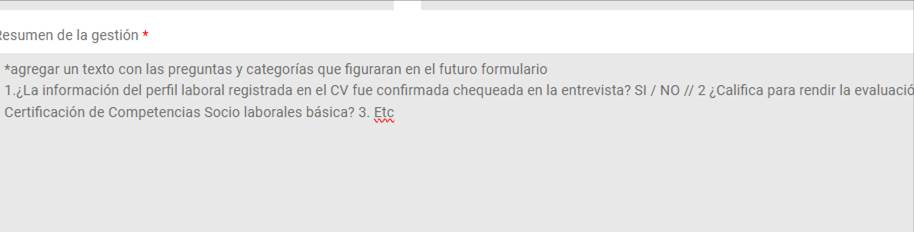 Resumen de la gestión *
*agregar un texto con las preguntas y categorías que figuraran en el futuro formulario
1.¿La información del perfil laboral registrada en el CV fue confirmada chequeada en la entrevista? SI / NO // 2 ¿Califica para rendir la evaluació
Certificación de Competencias Socio laborales básica? 3. Etc